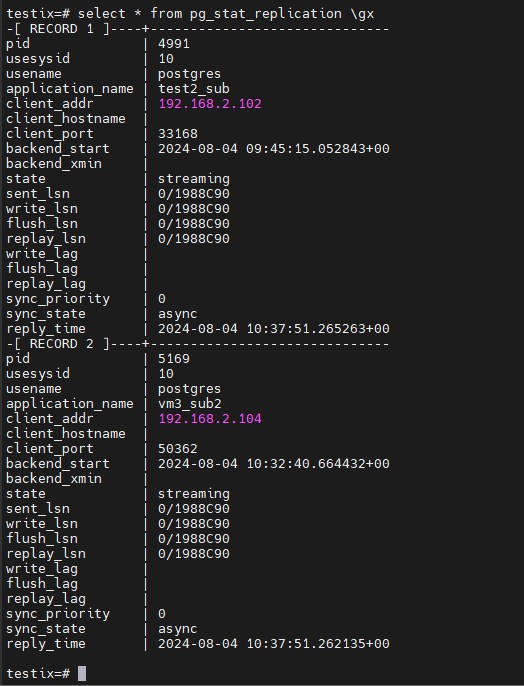 testix=# select * from pg_stat_replication \gx
-[ RECORD 1 ]----+------------------------------
pid              | 4991
usesysid         | 10
usename          | postgres
application_name | test2_sub
client_addr      | 192.168.2.102
client_hostname  |
client_port      | 33168
backend_start    | 2024-08-04 09:45:15.052843+00
backend_xmin     |
state            | streaming
sent_lsn         | 0/1988C90
write_lsn        | 0/1988C90
flush_lsn        | 0/1988C90
replay_lsn       | 0/1988C90
write_lag        |
flush_lag        |
replay_lag       |
sync_priority    | 0
sync_state       | async
reply_time       | 2024-08-04 10:37:51.265263+00
-[ RECORD 2 ]----+------------------------------
pid              | 5169
usesysid         | 10
usename          | postgres
application_name | vm3_sub2
client_addr      | 192.168.2.104
client_hostname  |
client_port      | 50362
backend_start    | 2024-08-04 10:32:40.664432+00
backend_xmin     |
state            | streaming
sent_lsn         | 0/1988C90
write_lsn        | 0/1988C90
flush_lsn        | 0/1988C90
replay_lsn       | 0/1988C90
write_lag        |
flush_lag        |
replay_lag       |
sync_priority    | 0
sync_state       | async
reply_time       | 2024-08-04 10:37:51.262135+00
testix=#